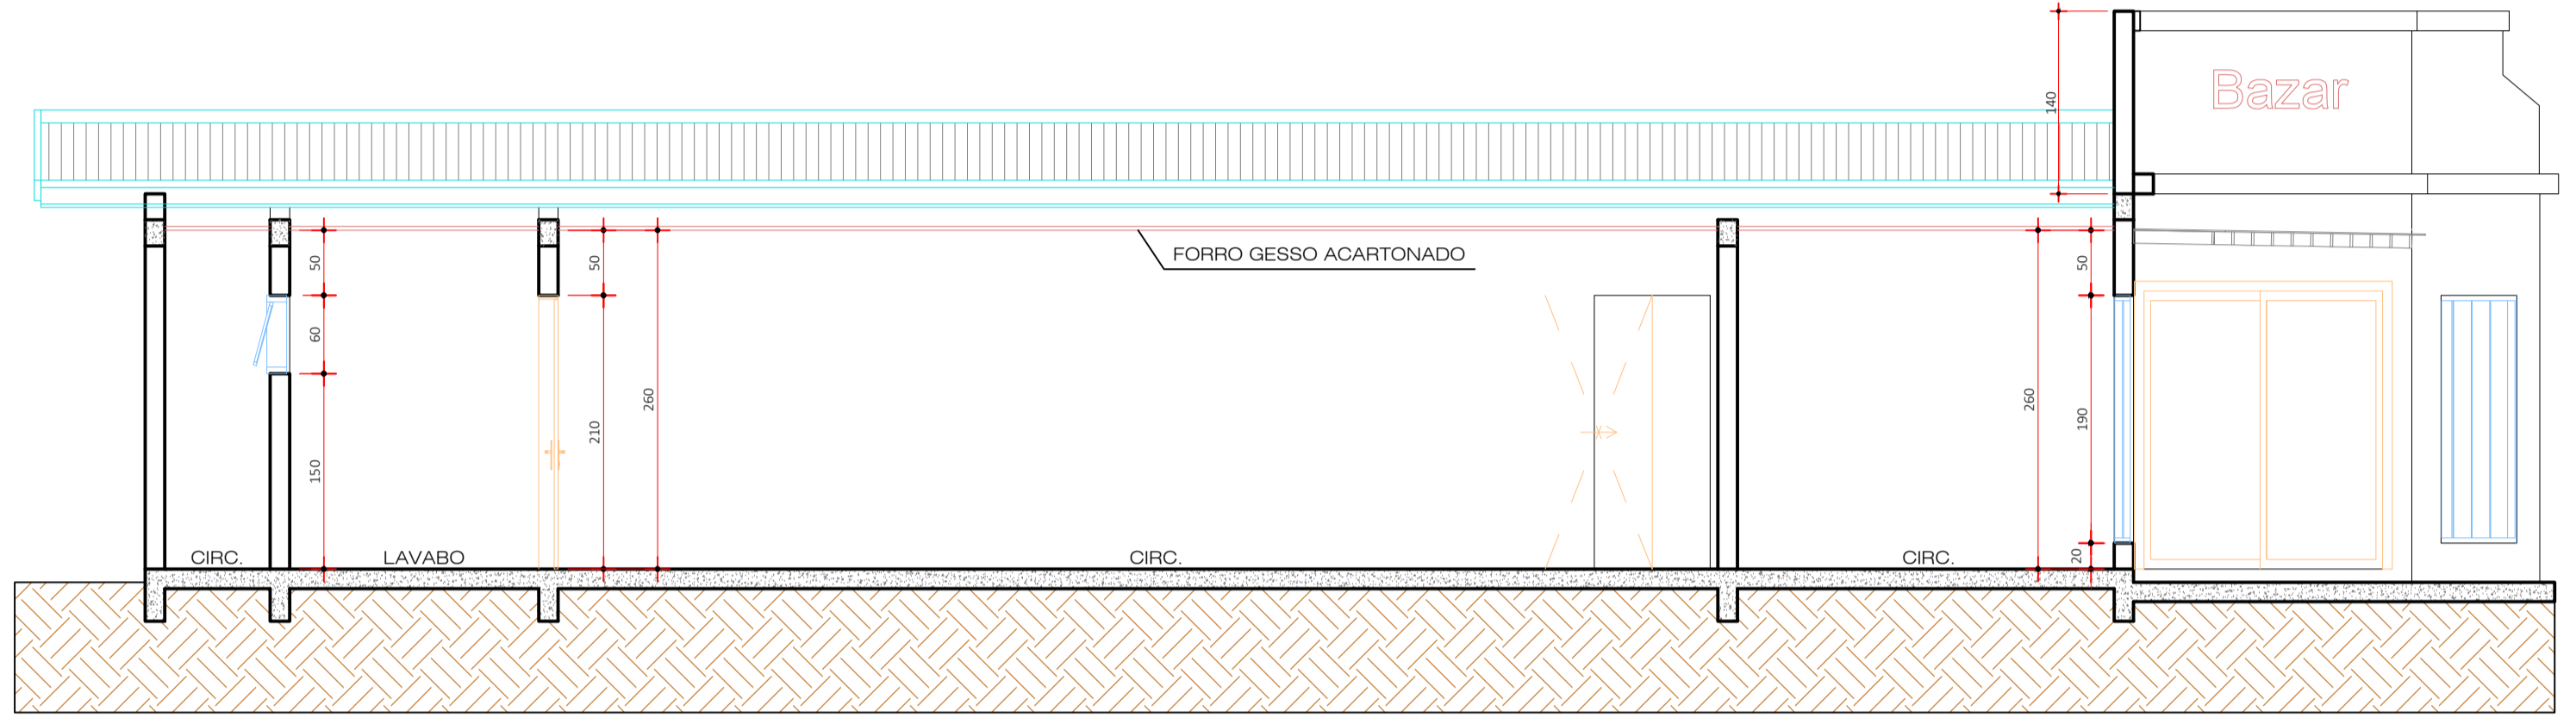 Bazar
140
FORRO GESSO ACARTONADO
50
50
50
60
260
210
260
190
150
20
CIRC.
LAVABO
CIRC.
CIRC.